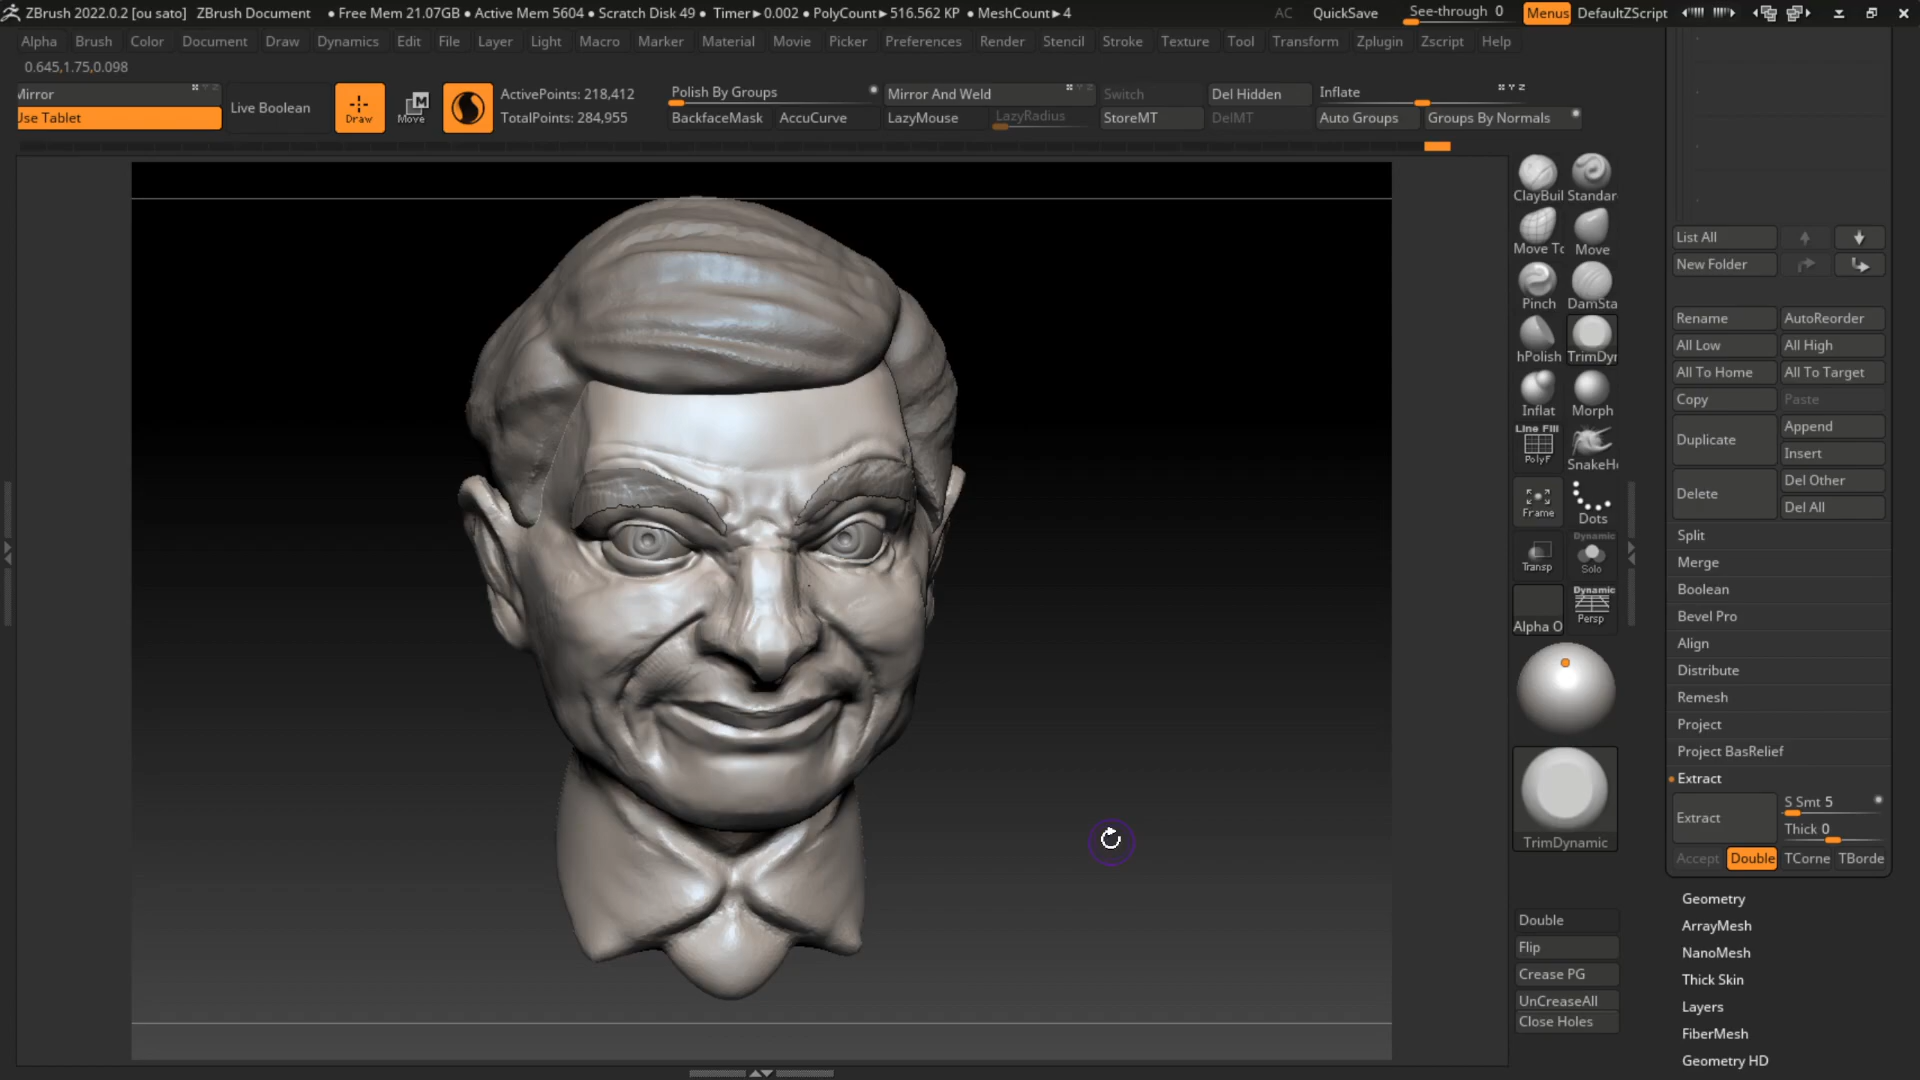 ZBrush 2022.0.2 [ou sato] ZBrush Document • Free Mem 21.07GB • Active Mem 5604 • Scratch Disk 49 • Timer▸0.002 • PolyCount▸516.562 KP • MeshCount▸4 AC QuickSave See-through 0 Menus DefaultZScript
Alpha Brush Color Document Draw Dynamics Edit File Layer Light Macro Marker Material Movie Picker Preferences Render Stencil Stroke Texture Tool Transform Zplugin Zscript Help
0.645,1.75,0.098
Mirror
Use Tablet
Live Boolean
Draw
M
Move
ActivePoints: 218,412
TotalPoints: 284,955
Polish By Groups
BackfaceMask AccuCurve
Mirror And Weld
LazyMouse LazyRadius
Switch
StoreMT
Del Hidden
DelMT
Inflate
Auto Groups Groups By Normals
ClayBuil Standar
Move To Move
Pinch DamSta
hPolish TrimDyn
Inflat Morph
Line Fill
PolyF SnakeH
Frame Dots
Transp
Dynamic
Solo
Alpha O
Dynamic
Persp
TrimDynamic
Double
Flip
Crease PG
UnCreaseAll
Close Holes
List All
New Folder
Rename AutoReorder
All Low All High
All To Home All To Target
Copy Paste
Duplicate
Append
Insert
Delete
Del Other
Del All
Split
Merge
Boolean
Bevel Pro
Align
Distribute
Remesh
Project
Project BasRelief
Extract
Extract
S Smt 5
Thick 0
Accept Double TCorne TBorde
Geometry
ArrayMesh
NanoMesh
Thick Skin
Layers
FiberMesh
Geometry HD